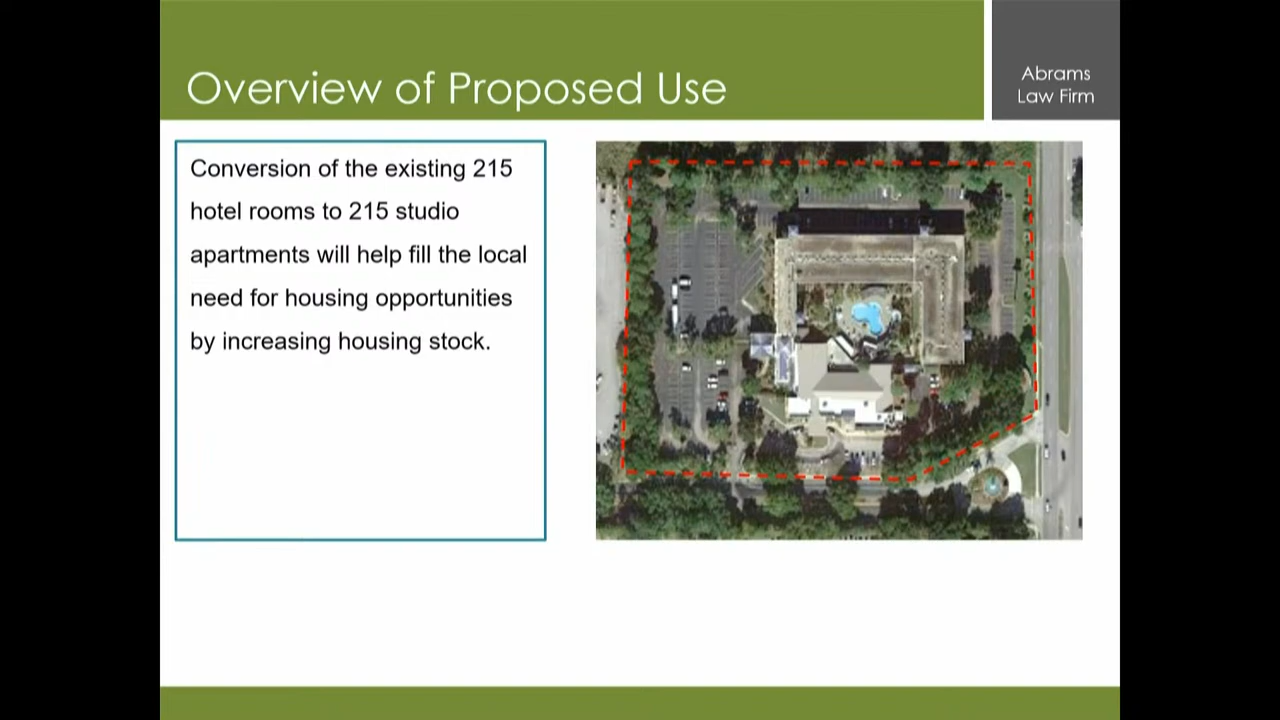 Overview of Proposed Use
Abrams
Law Firm
Conversion of the existing 215
hotel rooms to 215 studio
apartments will help fill the local
need for housing opportunities
by increasing housing stock.